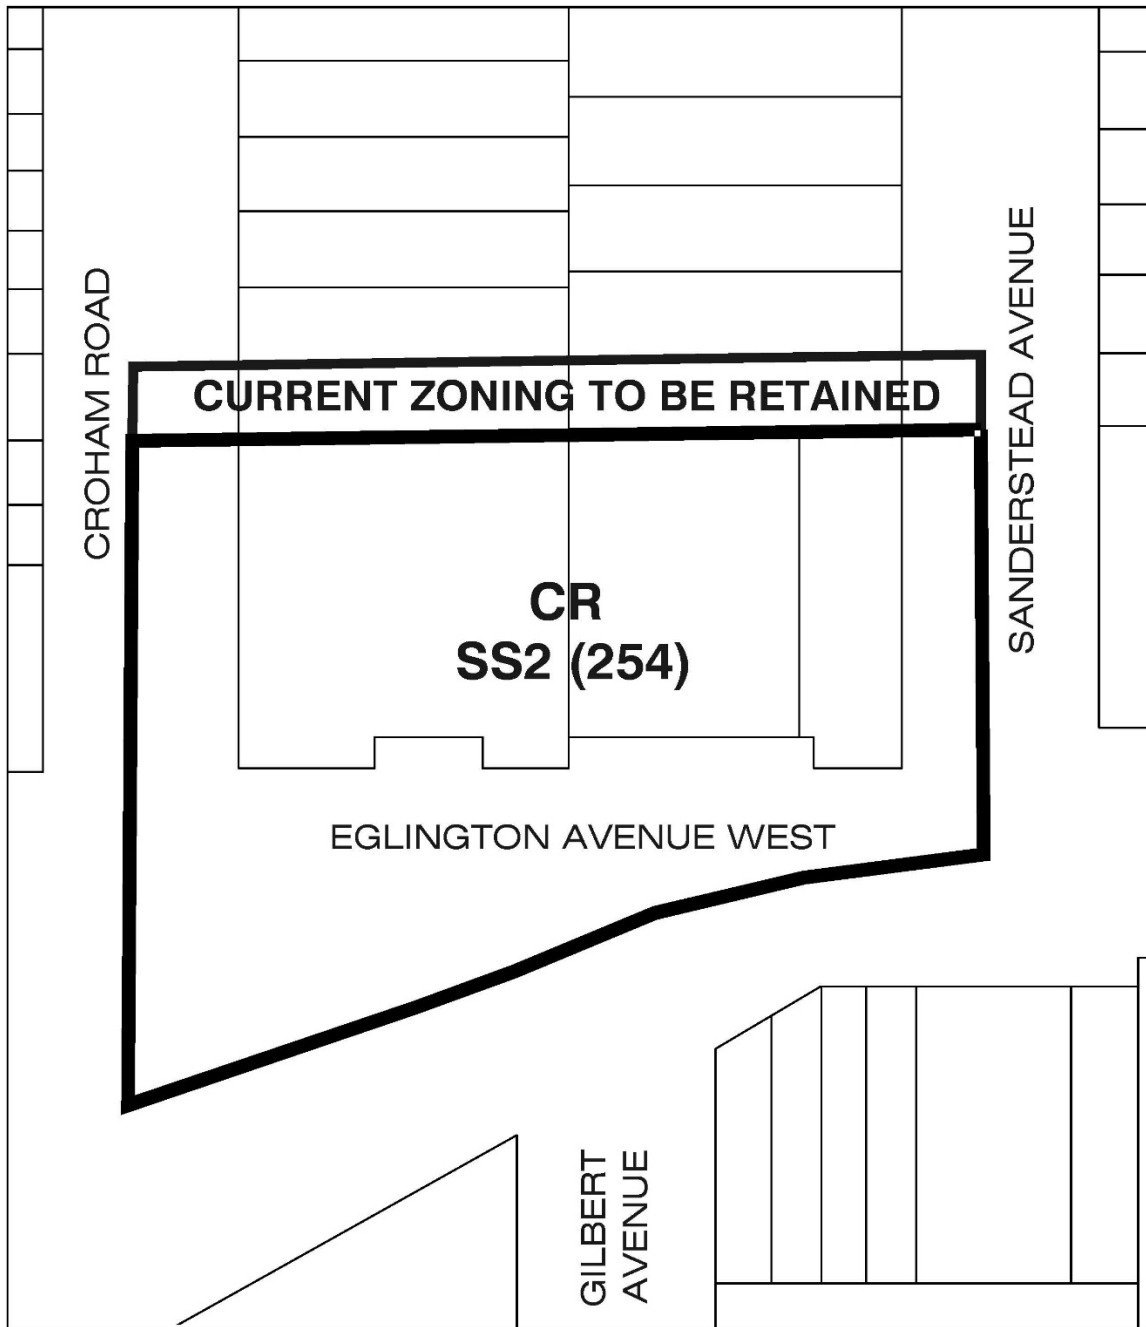 CROHAM ROAD
SANDERSTEAD AVENUE
CURRENT ZONING TO BE RETAINED
CR
SS2 (254)
EGLINGTON AVENUE WEST
GILBERT
AVENUE